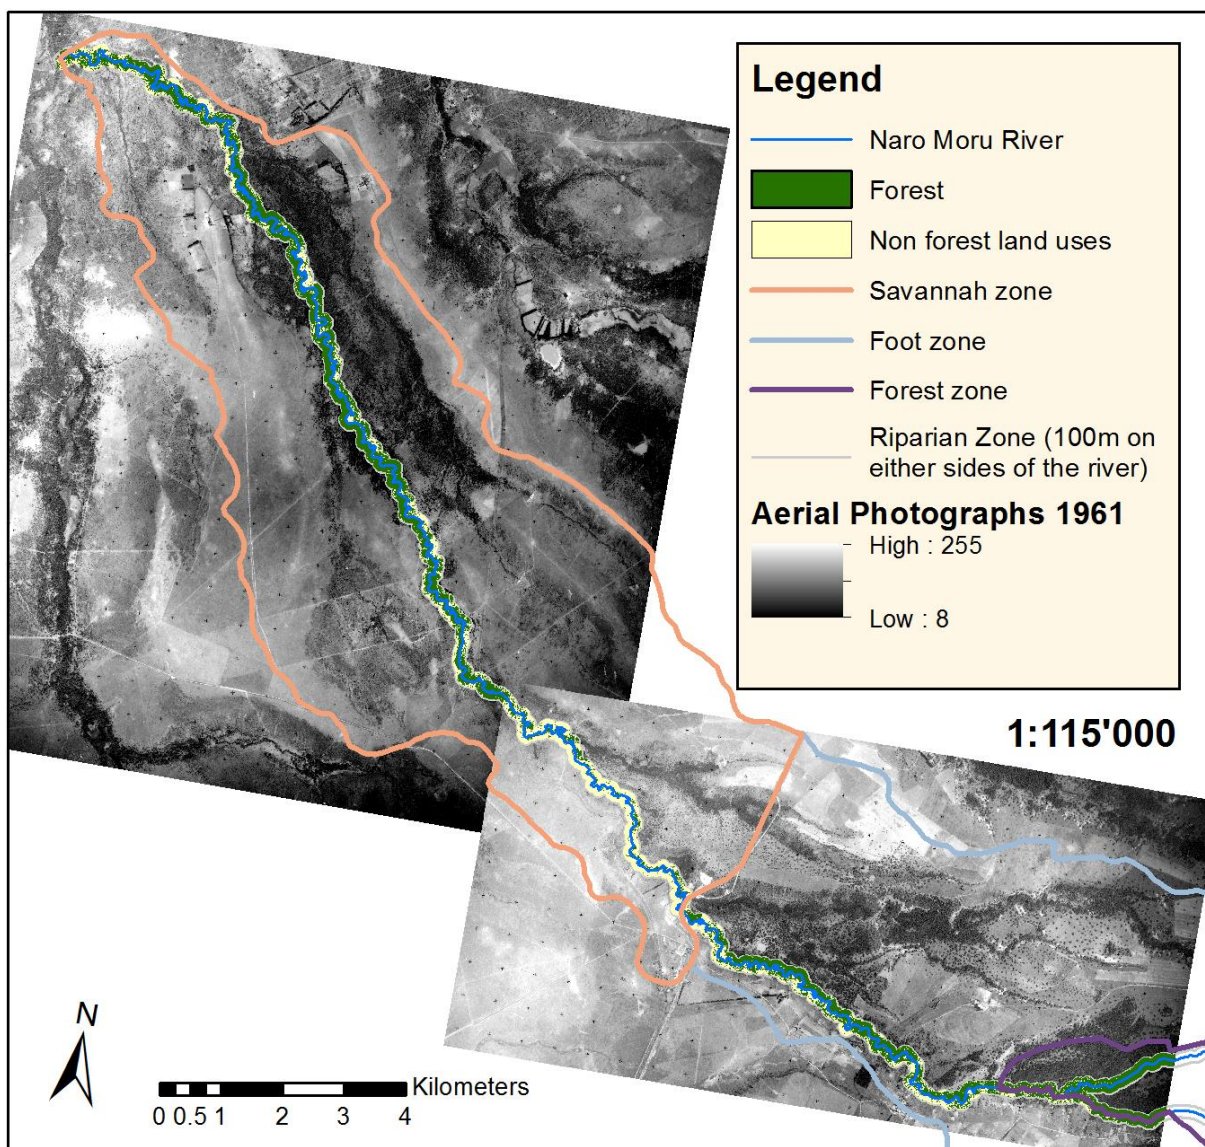 Legend
Naro Moru River
Forest
Non forest land uses
Savannah zone
Foot zone
Forest zone
Riparian Zone (100m on
either sides of the river)
Aerial Photographs 1961
High : 255
Low : 8
1:115'000
N
Kilometers
0 0.5 1 2 3 4